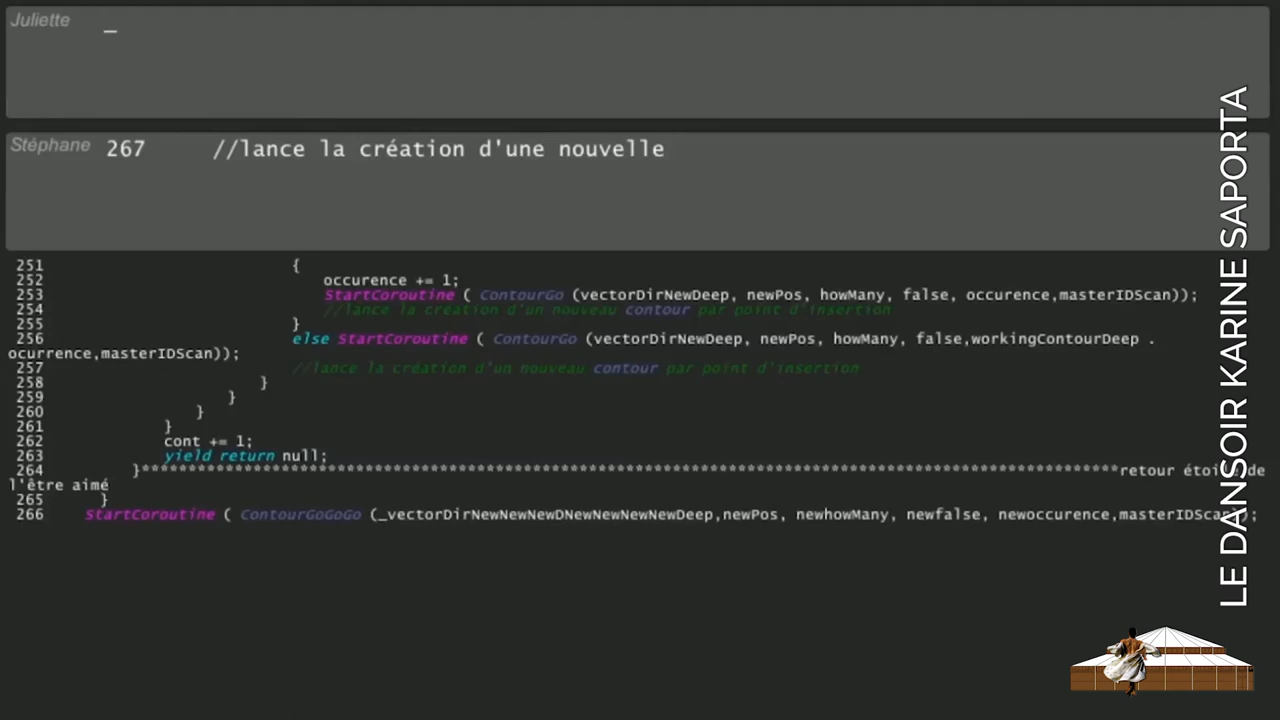 Juliette _
Stéphane 267 //lance la création d'une nouvelle
251 {
252 occurence += 1;
253 StartCoroutine ( ContourGo (vectorDirNewDeep, newPos, howMany, false, occurence,masterIDScan));
254 //lance la création d'un nouveau contour par point d'insertion
255 }
256 else StartCoroutine ( ContourGo (vectorDirNewDeep, newPos, howMany, false,workingContourDeep .
ocurrence,masterIDScan));
257 //lance la création d'un nouveau contour par point d'insertion
258 }
259 }
260 }
261 }
262 cont += 1;
263 yield return null;
264 }****************************************************************************************************************************retour étoilé de
l'être aimé
265 }
266 StartCoroutine ( ContourGoGoGo (_vectorDirNewNewNewDNewNewNewNewDeep,newPos, newhowMany, newfalse, newoccurence,masterIDScan));
LE DANSOIR KARINE SAPORTA